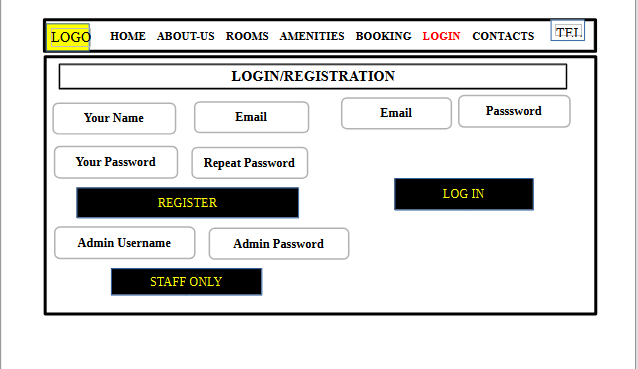 LOGO HOME ABOUT-US ROOMS AMENITIES BOOKING LOGIN CONTACTS TEL
LOGIN/REGISTRATION
Your Name Email Email Passsword
Your Password Repeat Password
REGISTER LOG IN
Admin Username Admin Password
STAFF ONLY